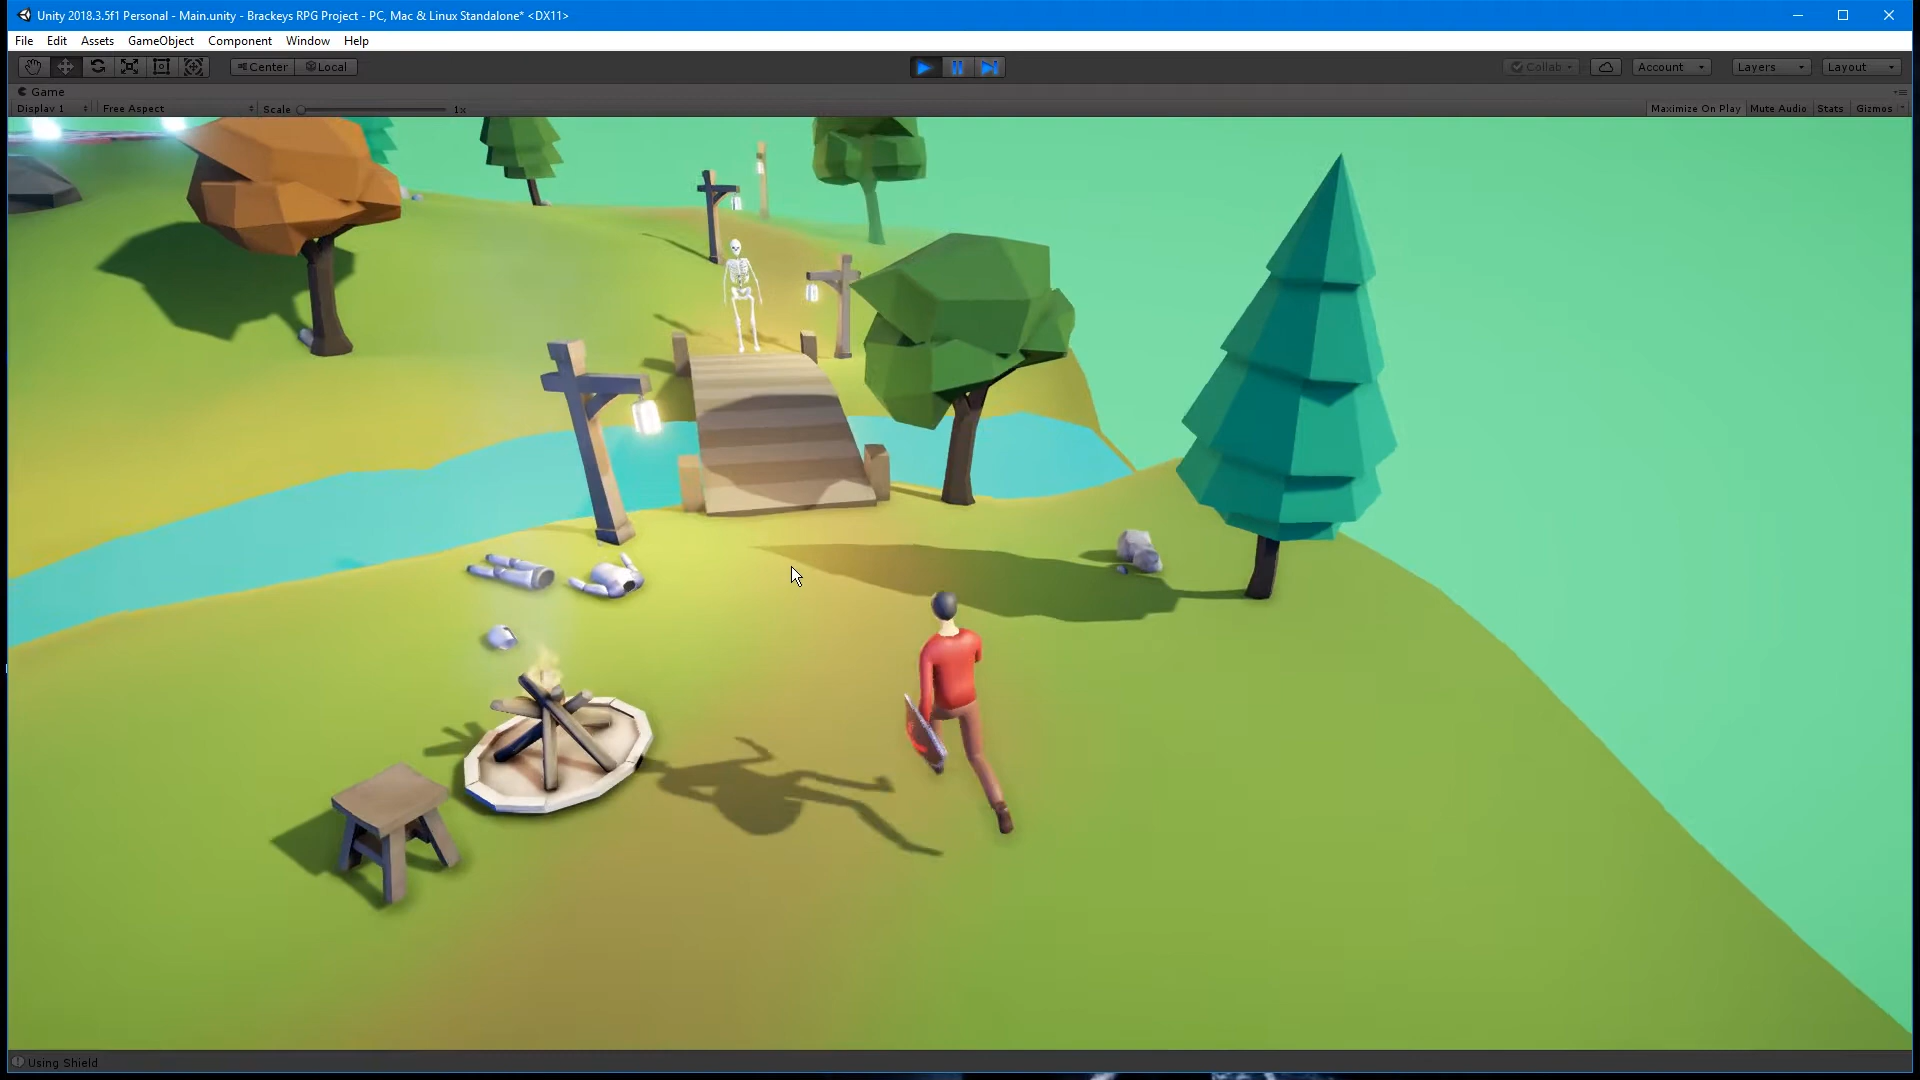 Unity 2018.3.5f1 Personal - Main.unity - Brackeys RPG Project - PC, Mac & Linux Standalone* <DX11>
File Edit Assets GameObject Component Window Help
Center Local Collab Account Layers Layout
Game
Display 1 Free Aspect Scale 1x Maximize On Play Mute Audio Stats Gizmos
Using Shield